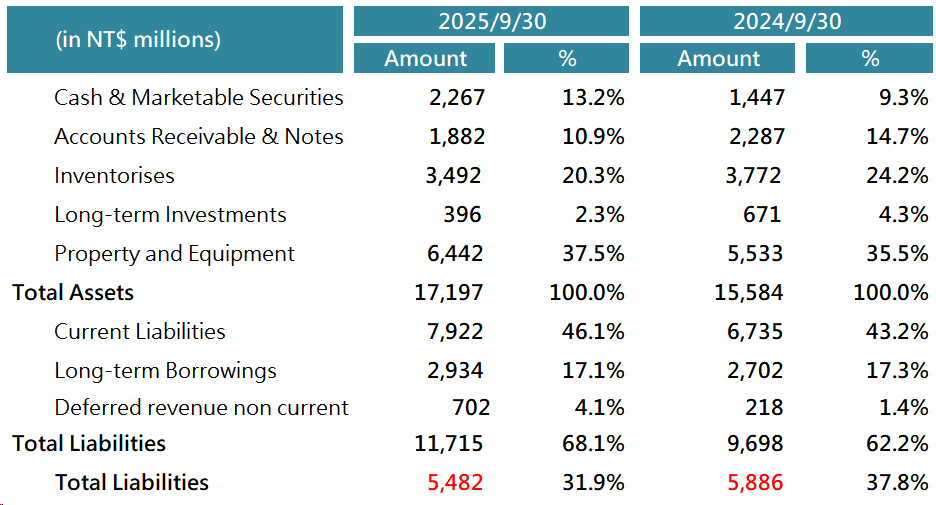 (in NT$ millions) 2025/9/30 2024/9/30
Amount % Amount %
Cash & Marketable Securities 2,267 13.2% 1,447 9.3%
Accounts Receivable & Notes 1,882 10.9% 2,287 14.7%
Inventorises 3,492 20.3% 3,772 24.2%
Long-term Investments 396 2.3% 671 4.3%
Property and Equipment 6,442 37.5% 5,533 35.5%
Total Assets 17,197 100.0% 15,584 100.0%
Current Liabilities 7,922 46.1% 6,735 43.2%
Long-term Borrowings 2,934 17.1% 2,702 17.3%
Deferred revenue non current 702 4.1% 218 1.4%
Total Liabilities 11,715 68.1% 9,698 62.2%
Total Liabilities 5,482 31.9% 5,886 37.8%